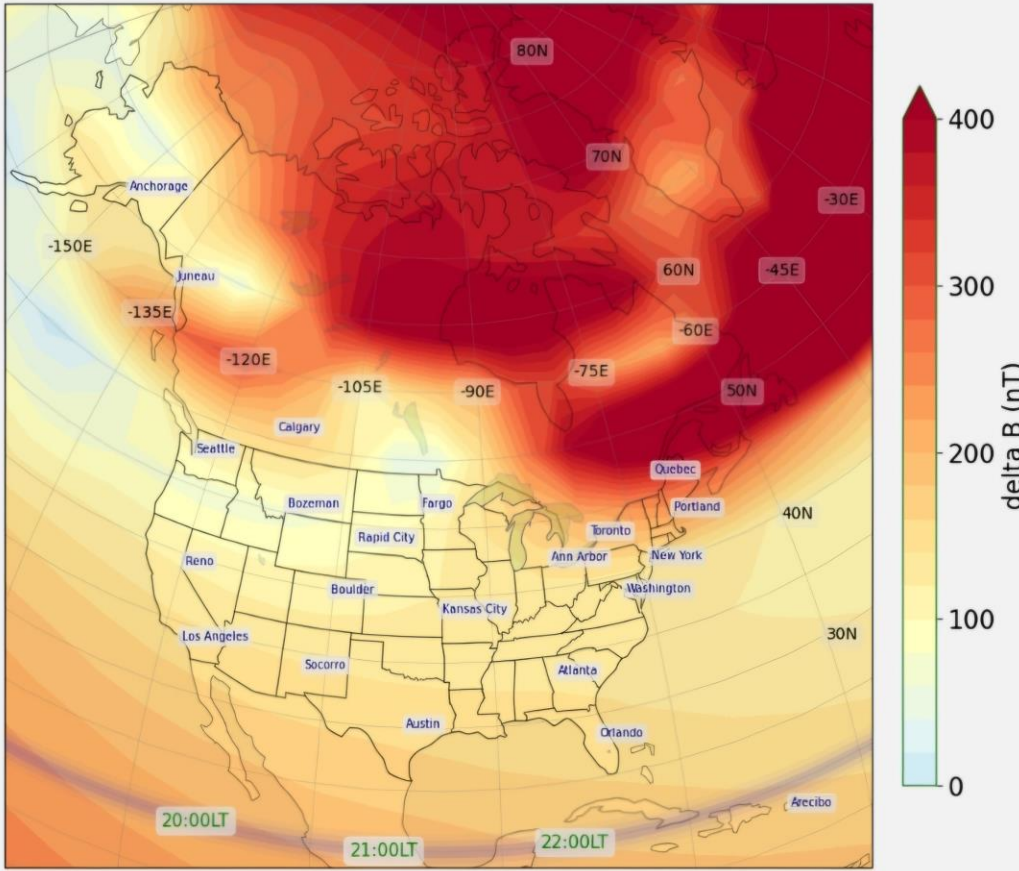 80N
70N
-30E
Anchorage
-150E
60N
-45E
Juneau
-135E
-60E
-120E
-75E
-105E
-90E
50N
Calgary
Seattle
Quebec
Bozeman
Fargo
Portland
40N
Toronto
Rapid City
Ann Arbor
New York
Reno
Boulder
Washington
Kansas City
Los Angeles
30N
Socorro
Atlanta
Austin
Orlando
Arecibo
20:00LT
21:00LT
22:00LT
400
300
200
100
0
delta B (nT)